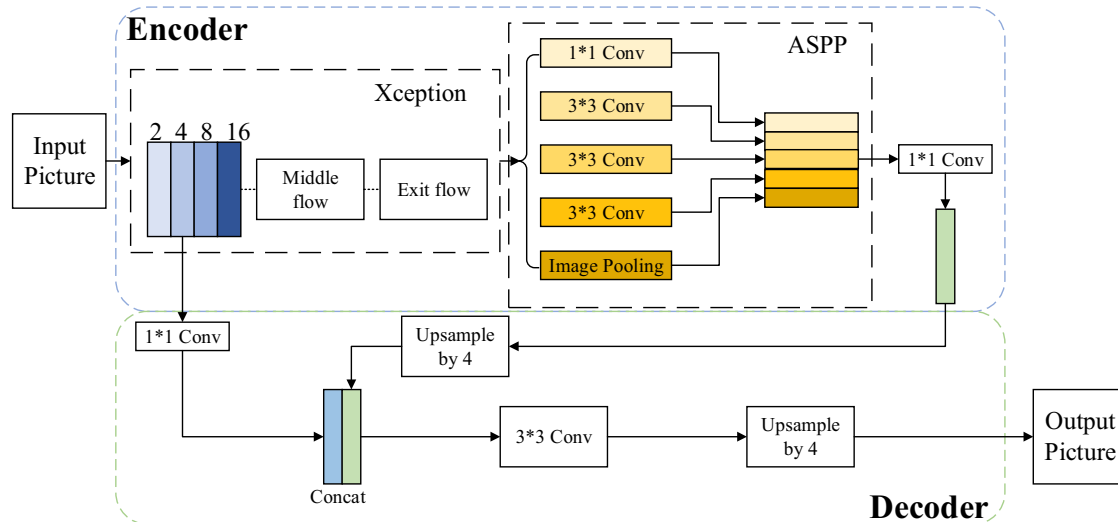 Encoder
ASPP
1*1 Conv
Xception
3*3 Conv
2 4 8 16
Input
Picture
3*3 Conv
1*1 Conv
Middle
flow
Exit flow
3*3 Conv
Image Pooling
1*1 Conv
Upsample
by 4
3*3 Conv
Upsample
by 4
Output
Picture
Concat
Decoder